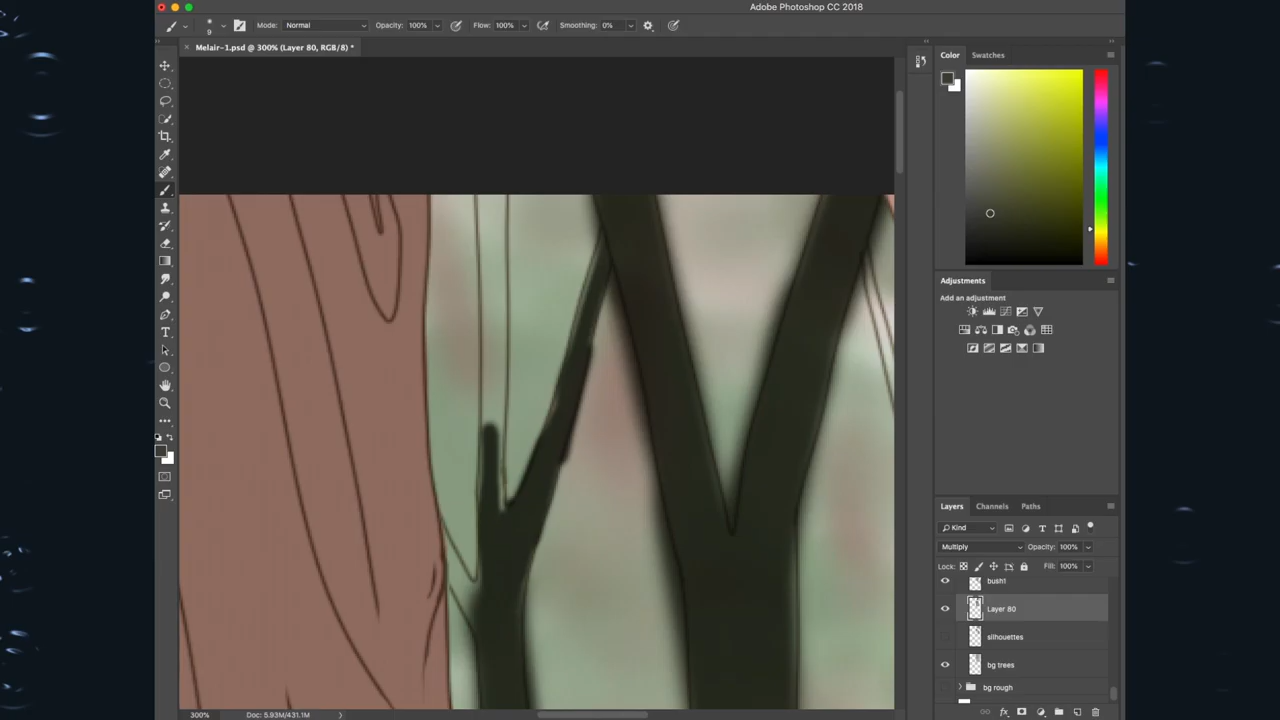 Adobe Photoshop CC 2018
9
Mode: Normal
Opacity: 100%
Flow: 100%
Smoothing: 0%
× Melair-1.psd @ 300% (Layer 80, RGB/8) *
Color
Swatches
Adjustments
Add an adjustment
Layers
Channels
Paths
Kind
Multiply
Opacity: 100%
Lock:
Fill: 100%
bush1
Layer 80
silhouettes
bg trees
bg rough
fx
300%
Doc: 5.93M/431.1M